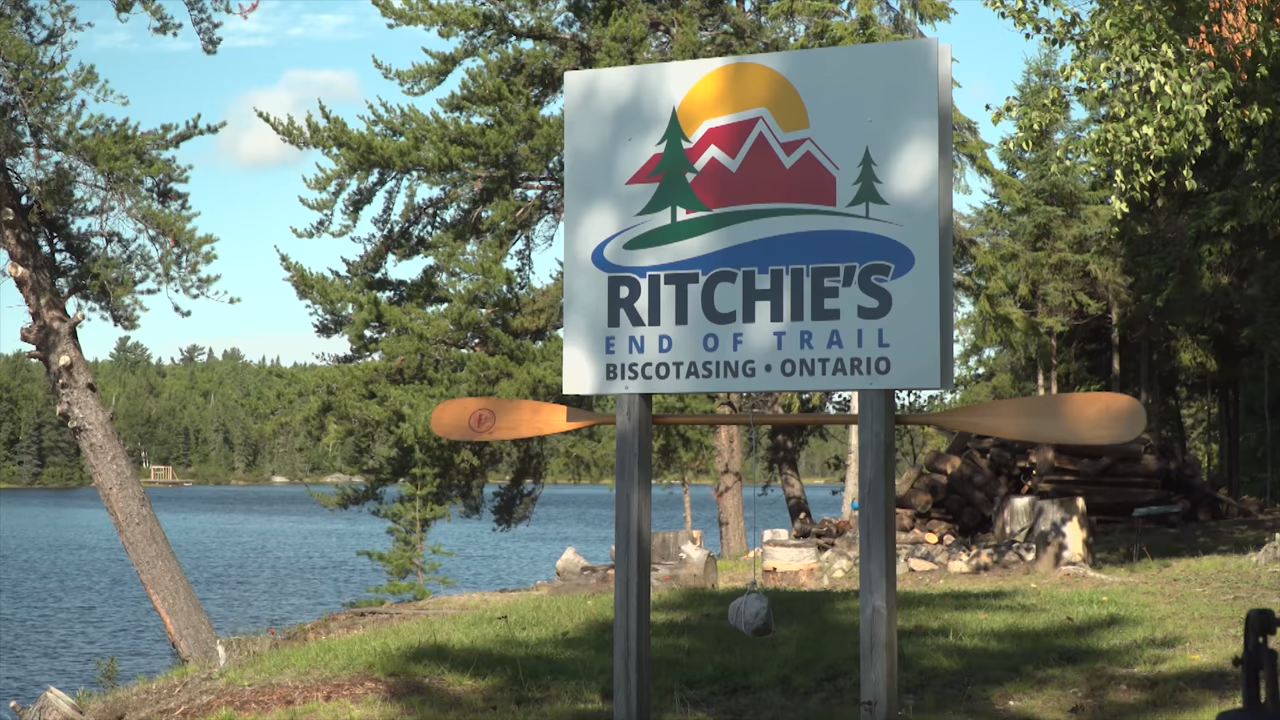 RITCHIE'S
END OF TRAIL
BISCOTASING • ONTARIO